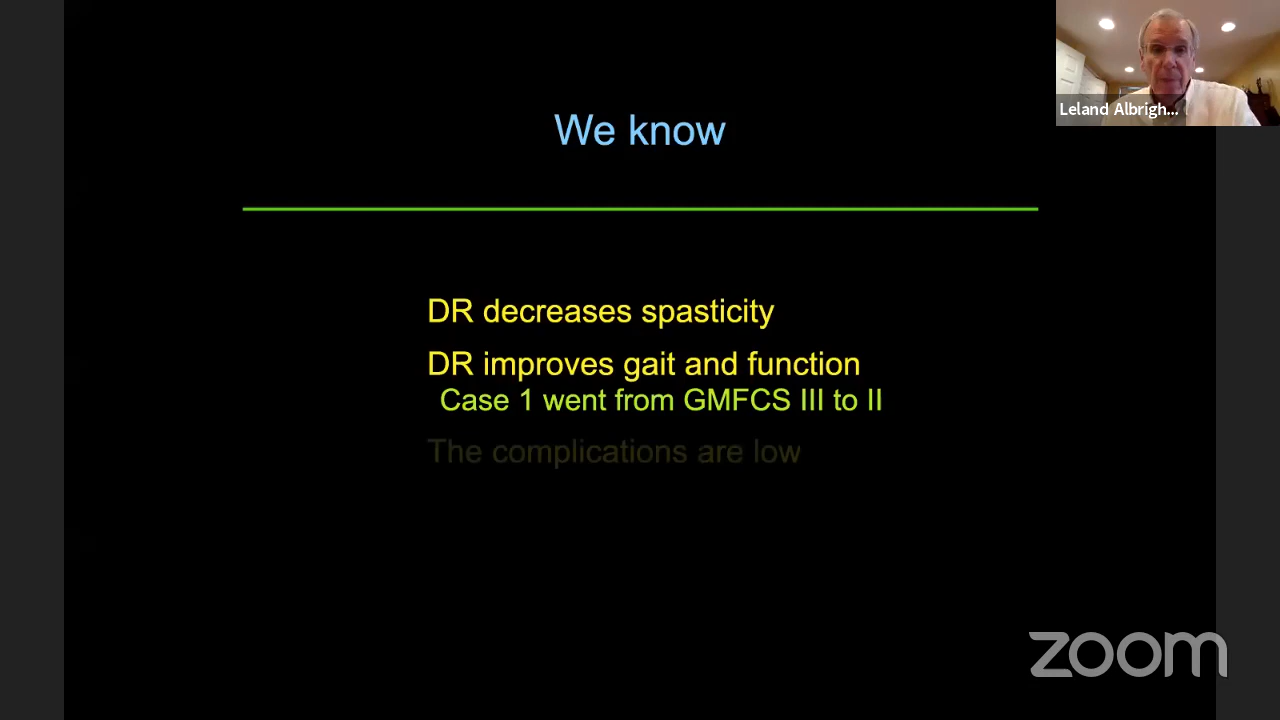 Leland Albrigh...
We know
DR decreases spasticity
DR improves gait and function
Case 1 went from GMFCS III to II
The complications are low
zoom